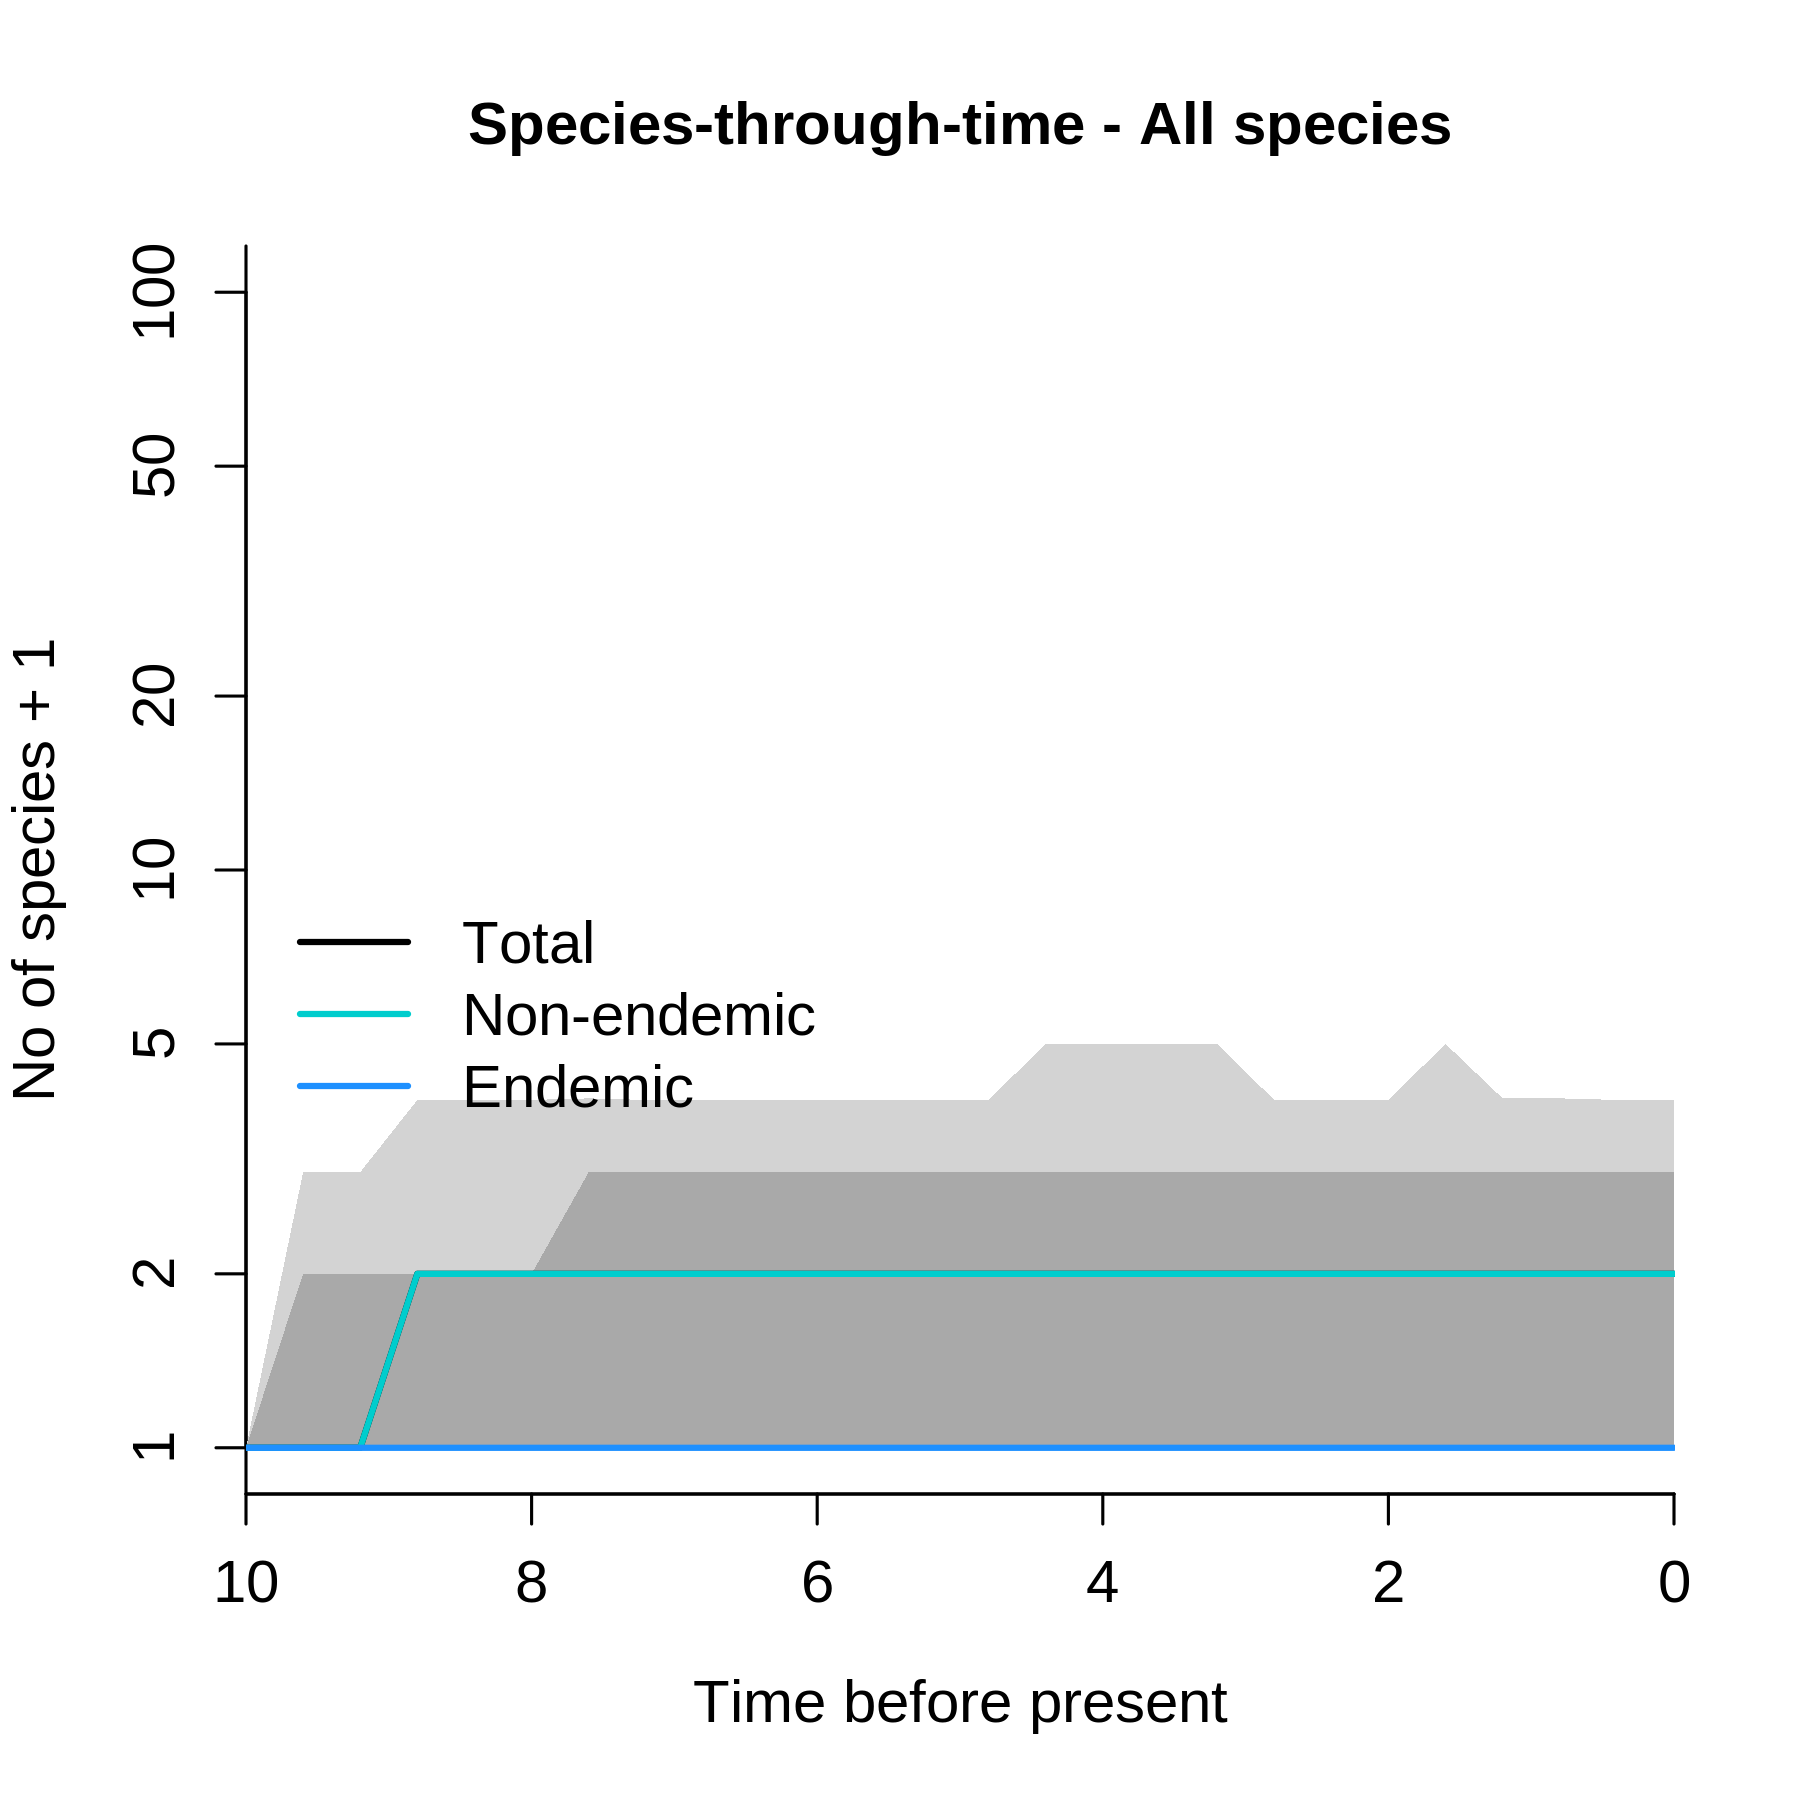 Species-through-time - All species
No of species + 1
100
50
20
10
5
2
1
Total
Non-endemic
Endemic
10 8 6 4 2 0
Time before present